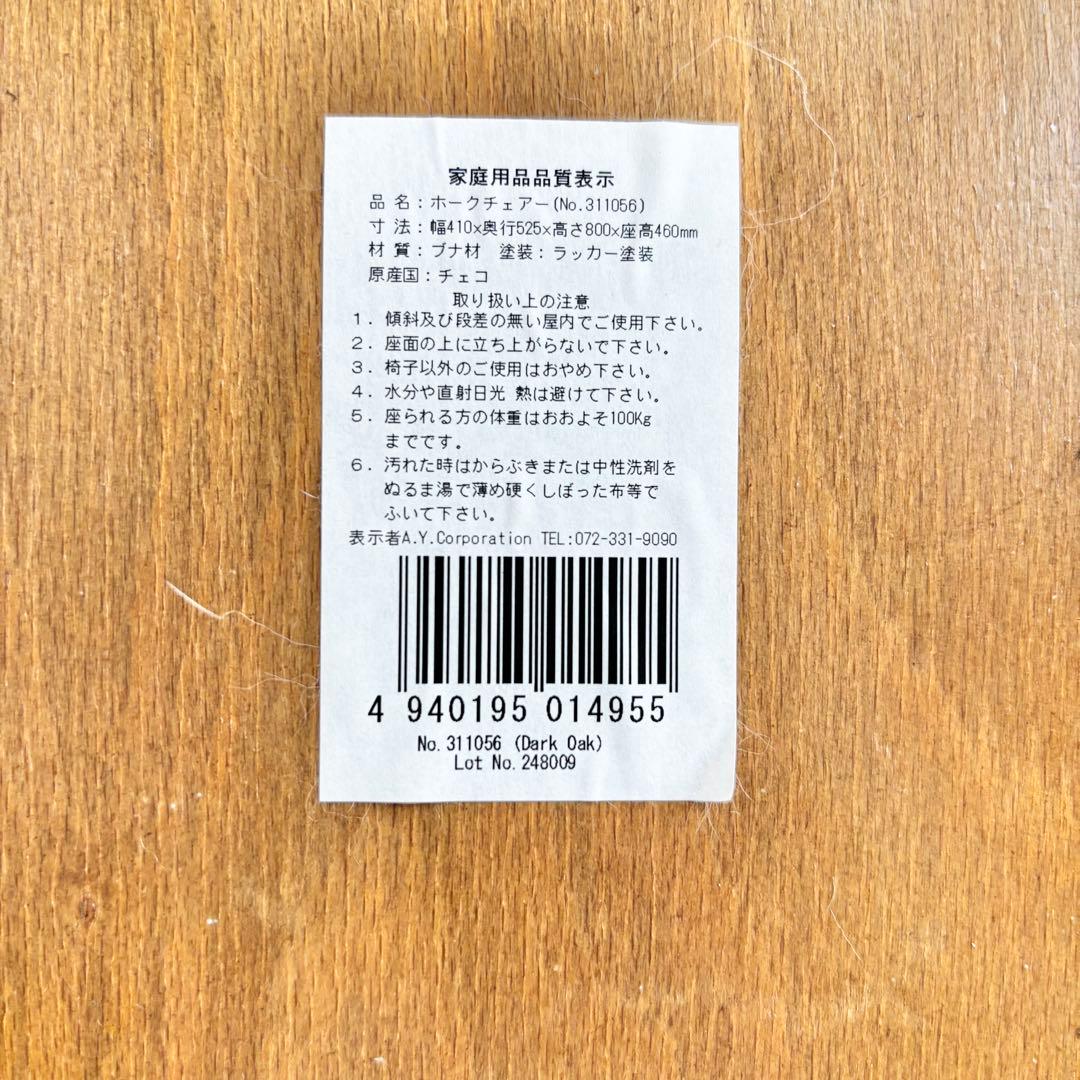 家庭用品品質表示
品 名：ホークチェアー(No.311056)
寸 法：幅410×奥行525×高さ800×座高460mm
材 質：ブナ材　塗装：ラッカー塗装
原産国：チェコ
取り扱い上の注意
1．傾斜及び段差の無い屋内でご使用下さい。
2．座面の上に立ち上がらないで下さい。
3．椅子以外のご使用はおやめ下さい。
4．水分や直射日光 熱は避けて下さい。
5．座られる方の体重はおおよそ100Kg
までです。
6．汚れた時はからぶきまたは中性洗剤を
ぬるま湯で薄め硬くしぼった布等で
ふいて下さい。
表示者A.Y.Corporation TEL:072-331-9090
4 940195 014955
No.311056 (Dark Oak)
Lot No.248009